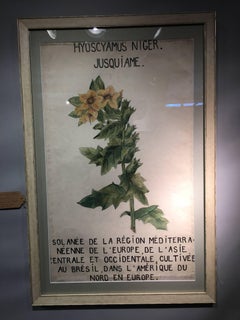 HYOSCYAMUS NIGER.
JUSQUIAME.
SOLANÉE DE LA RÉGION MÉDITERRA-
NÉENNE DE L'EUROPE, DE L'ASIE
CENTRALE ET OCCIDENTALE, CULTIVÉE
AU BRÉSIL, DANS L'AMÉRIQUE DU
NORD EN EUROPE.